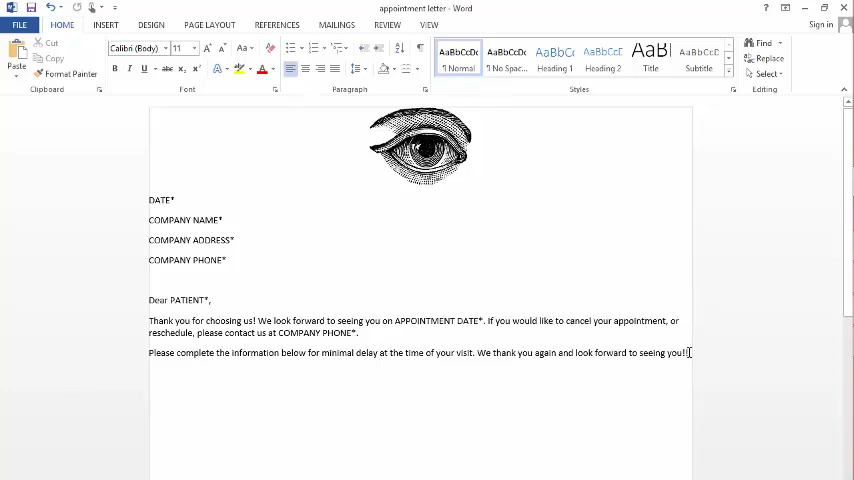 appointment letter - Word
Sign in
FILE HOME INSERT DESIGN PAGE LAYOUT REFERENCES MAILINGS REVIEW VIEW
Cut
Copy
Format Painter
Paste
Clipboard
Calibri (Body) 11
Font
Paragraph
AaBbCcDc AaBbCcDc AaBbCc AaBbCcC AaB AaBbCcC
¶ Normal ¶ No Spac... Heading 1 Heading 2 Title Subtitle
Styles
Find
Replace
Select
Editing
DATE*
COMPANY NAME*
COMPANY ADDRESS*
COMPANY PHONE*
Dear PATIENT*,
Thank you for choosing us! We look forward to seeing you on APPOINTMENT DATE*. If you would like to cancel your appointment, or
reschedule, please contact us at COMPANY PHONE*.
Please complete the information below for minimal delay at the time of your visit. We thank you again and look forward to seeing you!!